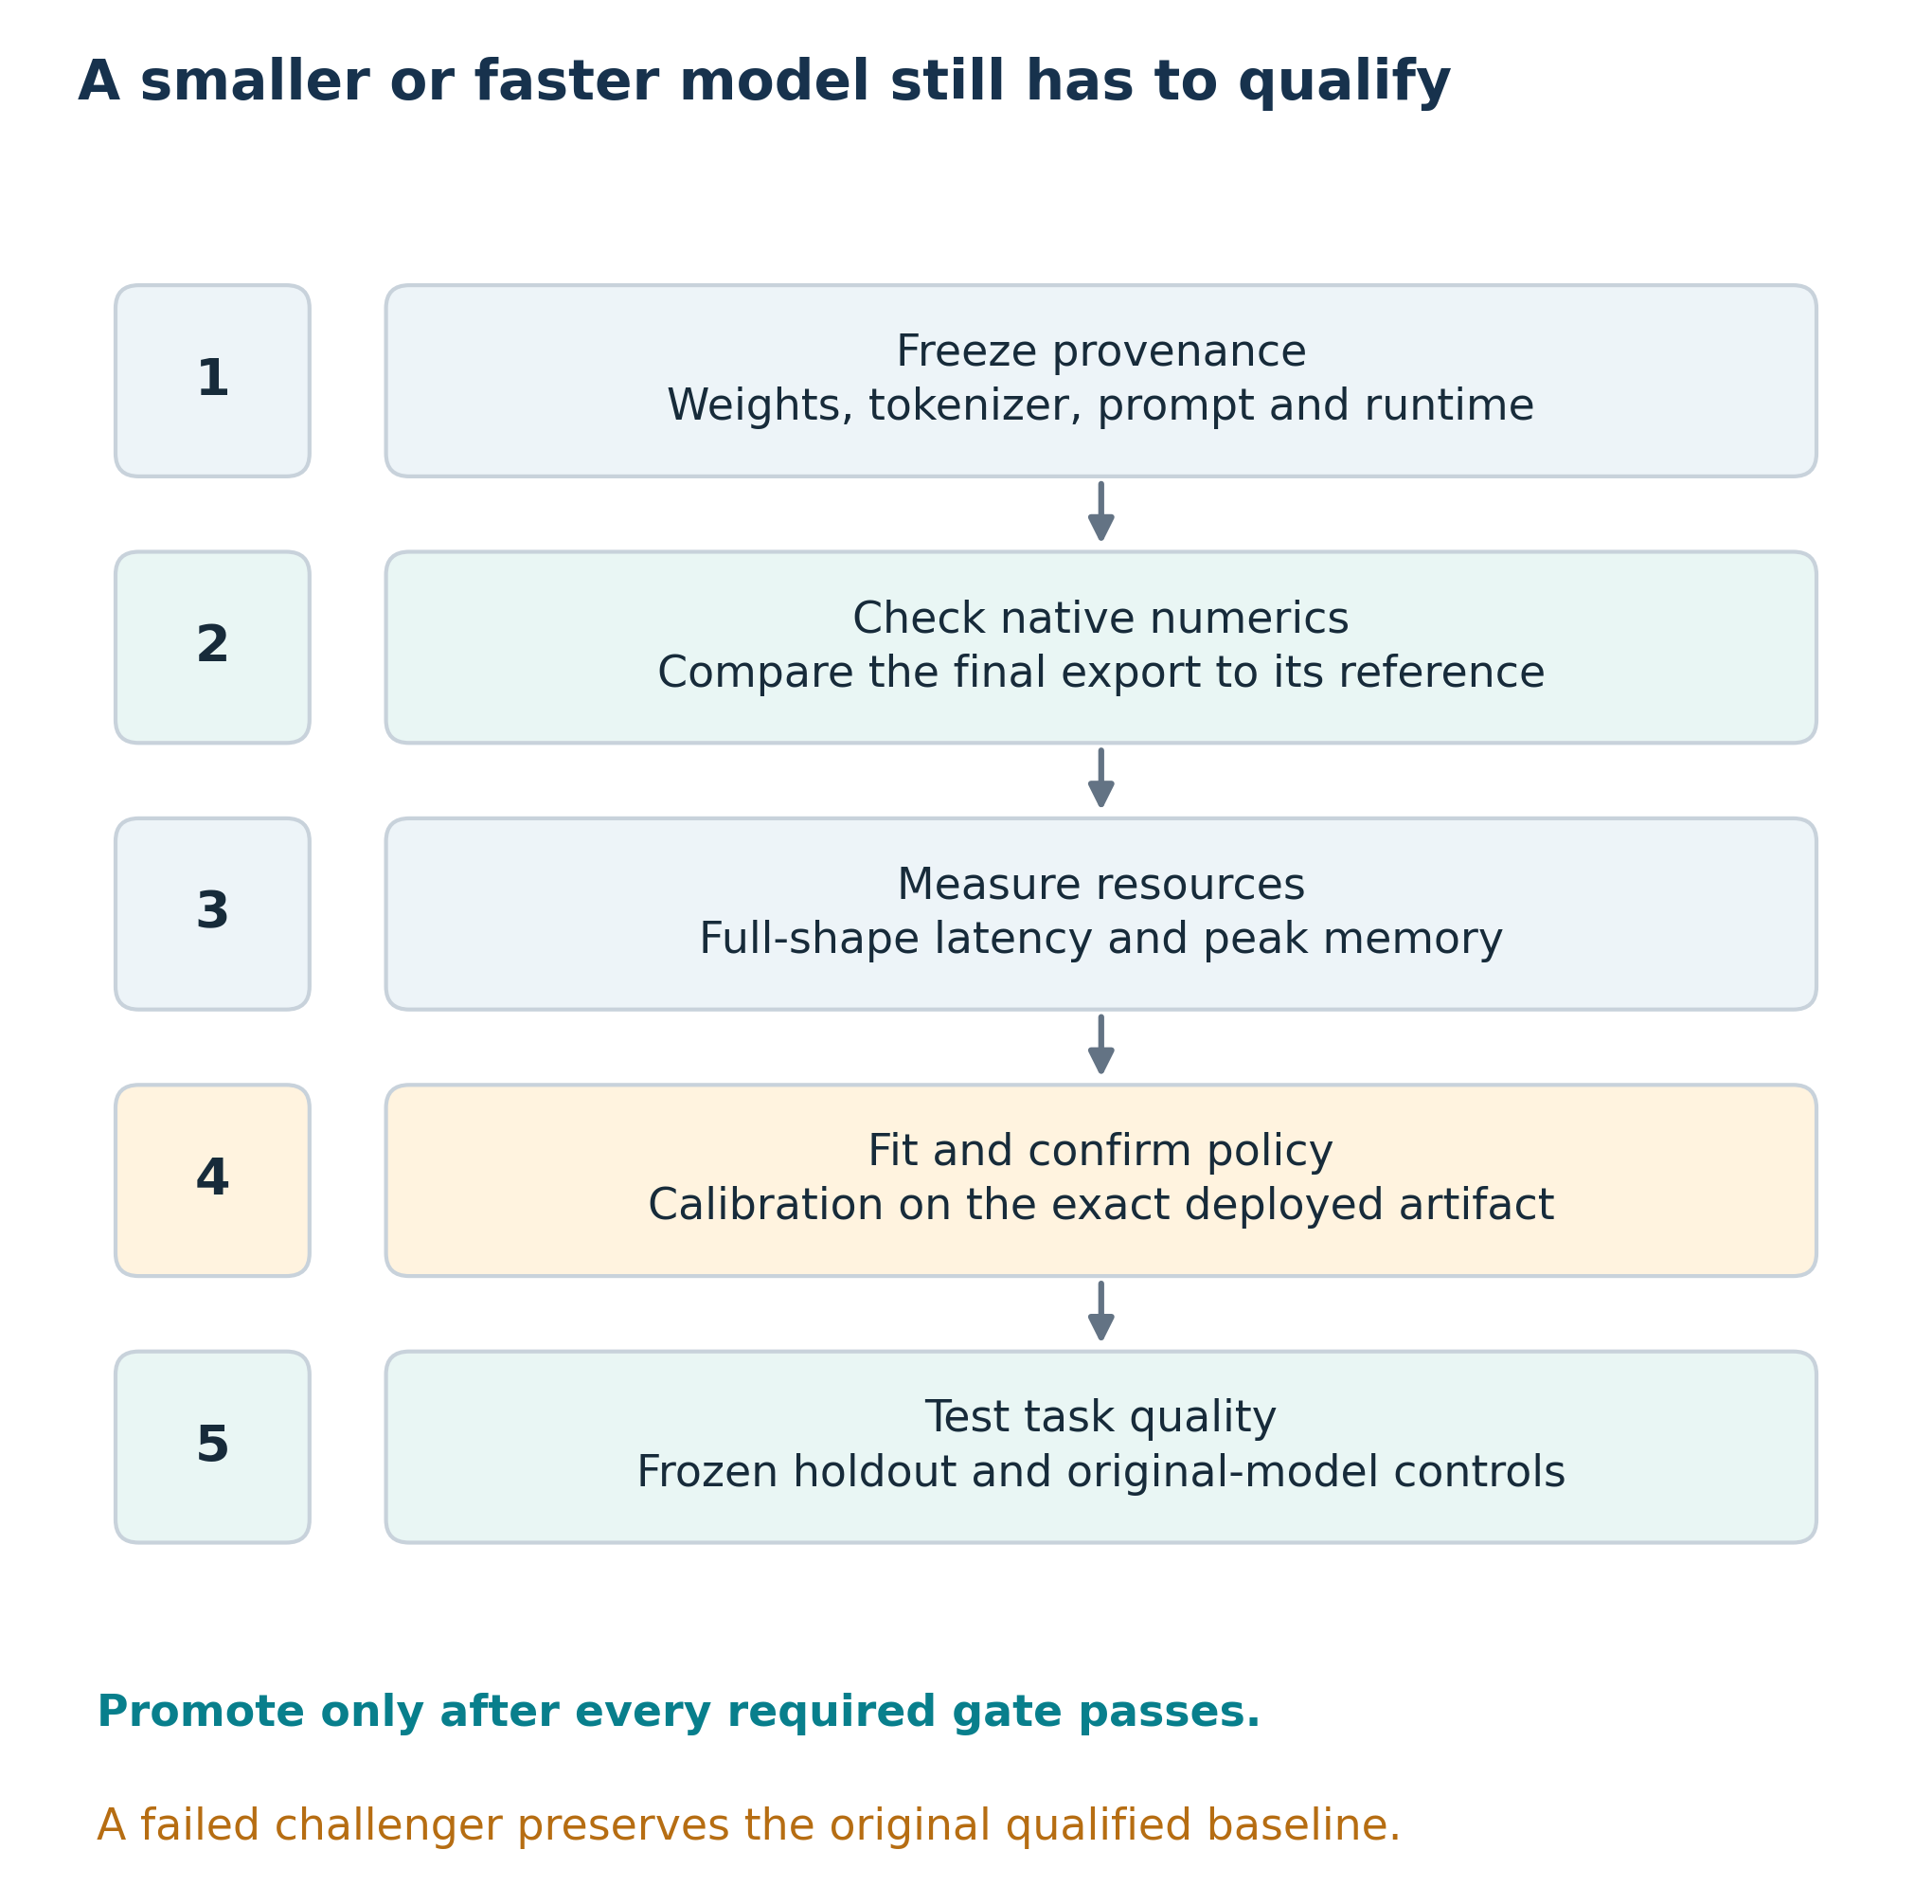 A smaller or faster model still has to qualify
1
Freeze provenance
Weights, tokenizer, prompt and runtime
2
Check native numerics
Compare the final export to its reference
3
Measure resources
Full-shape latency and peak memory
4
Fit and confirm policy
Calibration on the exact deployed artifact
5
Test task quality
Frozen holdout and original-model controls
Promote only after every required gate passes.
A failed challenger preserves the original qualified baseline.